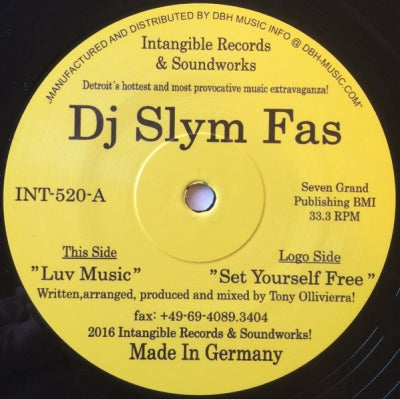 „MANUFACTURED AND DISTRIBUTED BY DBH MUSIC INFO @ DBH-MUSIC.COM”
Intangible Records
& Soundworks
Detroit´s hottest and most provocative music extravaganza!
Dj Slym Fas
INT-520-A
Seven Grand
Publishing BMI
33.3 RPM
This Side
Logo Side
”Luv Music”
”Set Yourself Free”
Written,arranged, produced and mixed by Tony Ollivierra!
fax: +49-69-4089.3404
2016 Intangible Records & Soundworks!
Made In Germany